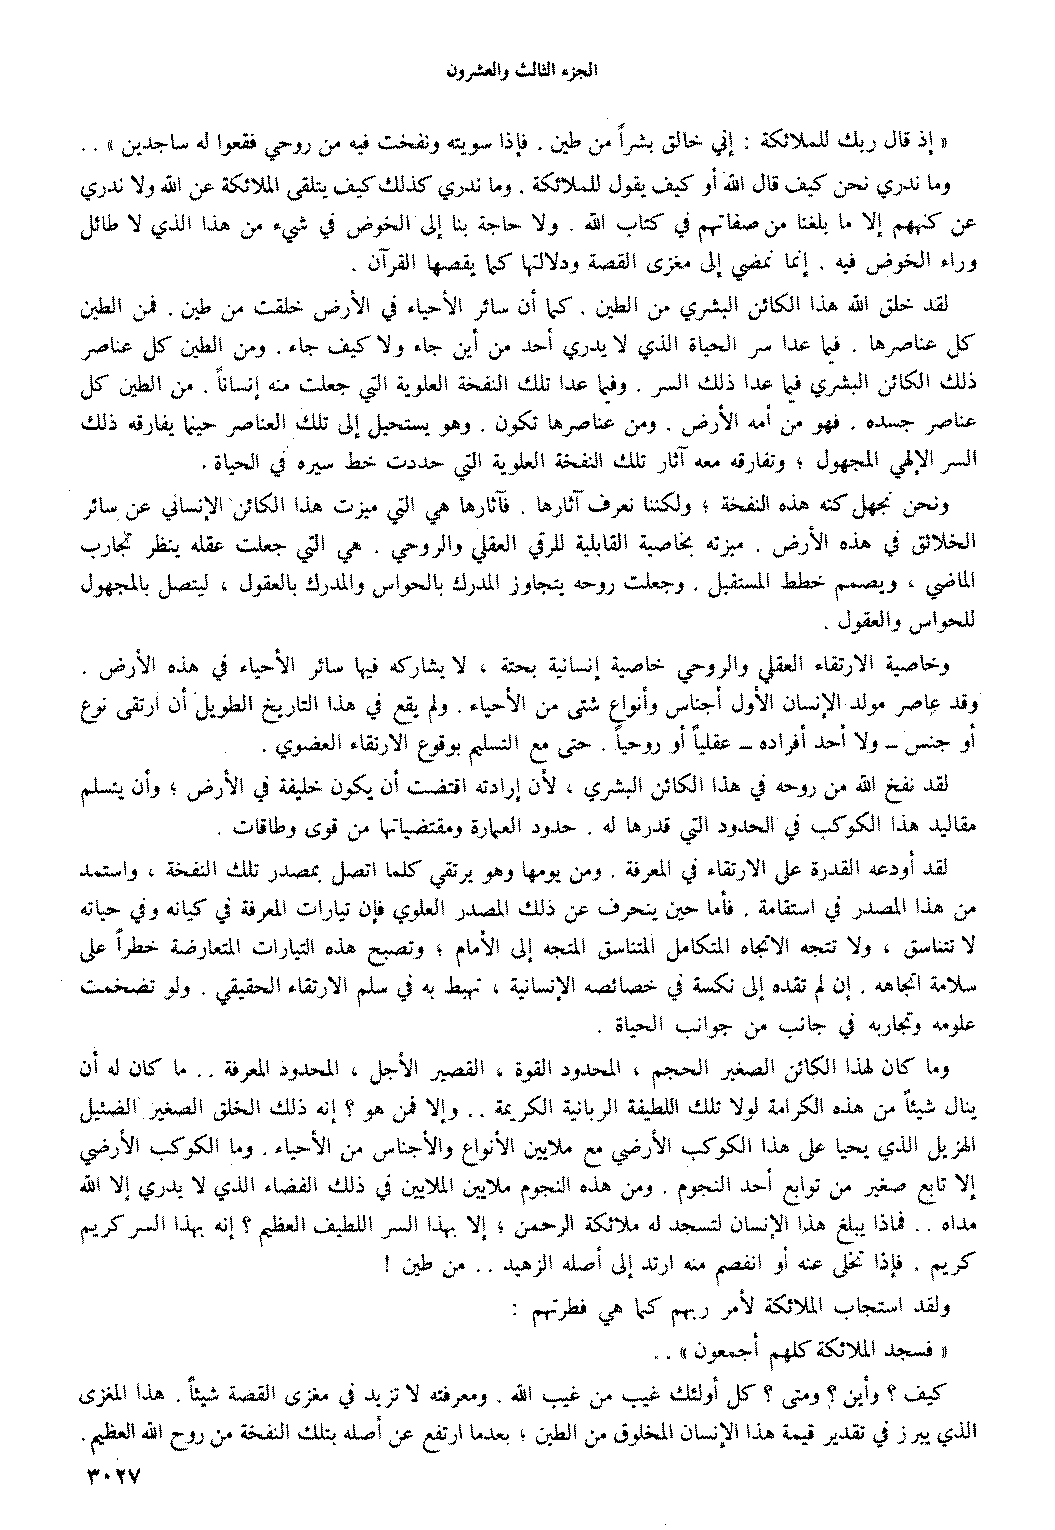 الجزء الثالث والعشرون
« إذ قال ربك للملائكة : إني خالق بشراً من طين . فإذا سويته ونفخت فيه من روحي فقعوا له ساجدين » . .
وما ندري نحن كيف قال الله أو كيف يقول للملائكة . وما ندري كذلك كيف يتلقى الملائكة عن الله ولا ندري
عن كنههم إلا ما بلغنا من صفاتهم في كتاب الله . ولا حاجة بنا إلى الخوض في شيء من هذا الذي لا طائل
وراء الخوض فيه . إنما نمضي إلى مغزى القصة ودلالتها كما يقصها القرآن .
لقد خلق الله هذا الكائن البشري من الطين . كما أن سائر الأحياء في الأرض خلقت من طين . فمن الطين
كل عناصرها . فيما عدا سر الحياة الذي لا يدري أحد من أين جاء ولا كيف جاء . ومن الطين كل عناصر
ذلك الكائن البشري فيما عدا ذلك السر . وفيما عدا تلك النفخة العلوية التي جعلت منه إنساناً . من الطين كل
عناصر جسده . فهو من أمه الأرض . ومن عناصرها تكون . وهو يستحيل إلى تلك العناصر حينما يفارقه ذلك
السر الإلهي المجهول ؛ وتفارقه معه آثار تلك النفخة العلوية التي حددت خط سيره في الحياة .
ونحن نجهل كنه هذه النفخة ؛ ولكننا نعرف آثارها . فآثارها هي التي ميزت هذا الكائن الإنساني عن سائر
الخلائق في هذه الأرض . ميزته بخاصية القابلية للرقي العقلي والروحي . هي التي جعلت عقله ينظر تجارب
الماضي ، ويصمم خطط المستقبل . وجعلت روحه يتجاوز المدرك بالحواس والمدرك بالعقول ، ليتصل بالمجهول
للحواس والعقول .
وخاصية الارتقاء العقلي والروحي خاصية إنسانية بحتة ، لا يشاركه فيها سائر الأحياء في هذه الأرض .
وقد عاصر مولد الإنسان الأول أجناس وأنواع شتى من الأحياء . ولم يقع في هذا التاريخ الطويل أن ارتقى نوع
أو جنس – ولا أحد أفراده – عقلياً أو روحياً . حتى مع التسليم بوقوع الارتقاء العضوي .
لقد نفخ الله من روحه في هذا الكائن البشري ، لأن إرادته اقتضت أن يكون خليفة في الأرض ؛ وأن يتسلم
مقاليد هذا الكوكب في الحدود التي قدرها له . حدود العمارة ومقتضياتها من قوى وطاقات .
لقد أودعه القدرة على الارتقاء في المعرفة . ومن يومها وهو يرتقي كلما اتصل بمصدر تلك النفخة ، واستمد
من هذا المصدر في استقامة . فأما حين ينحرف عن ذلك المصدر العلوي فإن تيارات المعرفة في كيانه وفي حياته
لا تتناسق ، ولا تتجه الاتجاه المتكامل المتناسق المتجه إلى الأمام ؛ وتصبح هذه التيارات المتعارضة خطراً على
سلامة اتجاهه . إن لم تقده إلى نكسة في خصائصه الإنسانية ، تهبط به في سلم الارتقاء الحقيقي . ولو تضخمت
علومه وتجاربه في جانب من جوانب الحياة .
وما كان لهذا الكائن الصغير الحجم ، المحدود القوة ، القصير الأجل ، المحدود المعرفة .. ما كان له أن
ينال شيئاً من هذه الكرامة لولا تلك اللطيفة الربانية الكريمة .. وإلا فمن هو ؟ إنه ذلك الخلق الصغير الضئيل
الهزيل الذي يحيا على هذا الكوكب الأرضي مع ملايين الأنواع والأجناس من الأحياء . وما الكوكب الأرضي
إلا تابع صغير من توابع أحد النجوم . ومن هذه النجوم ملايين الملايين في ذلك الفضاء الذي لا يدري إلا الله
مداه .. فماذا يبلغ هذا الإنسان لتسجد له ملائكة الرحمن ؛ إلا بهذا السر اللطيف العظيم ؟ إنه بهذا السر كريم
كريم . فإذا تخلى عنه أو انفصم منه ارتد إلى أصله الزهيد .. من طين !
ولقد استجاب الملائكة لأمر ربهم كما هي فطرتهم :
« فسجد الملائكة كلهم أجمعون » . .
كيف ؟ وأين ؟ ومتى ؟ كل أولئك غيب من غيب الله . ومعرفته لا تزيد في مغزى القصة شيئاً . هذا المغزى
الذي يبرز في تقدير قيمة هذا الإنسان المخلوق من الطين ؛ بعدما ارتفع عن أصله بتلك النفخة من روح الله العظيم .
٣٠٢٧